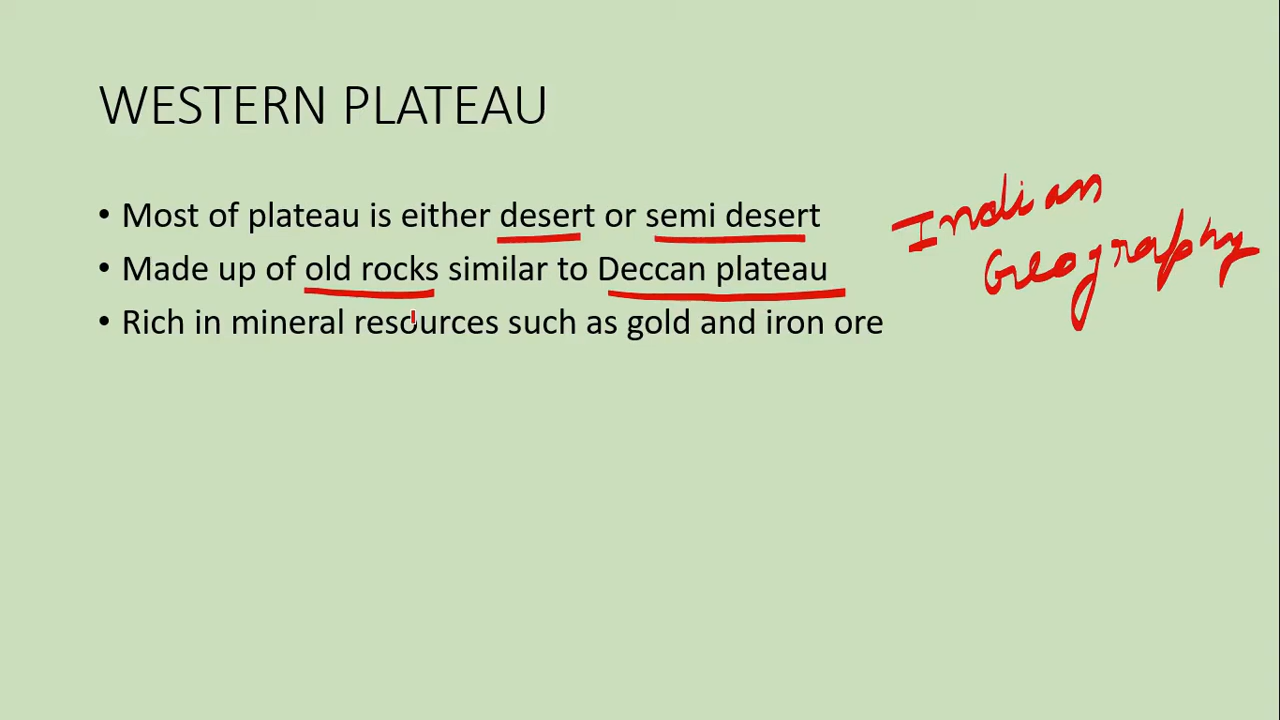 WESTERN PLATEAU
• Most of plateau is either desert or semi desert
• Made up of old rocks similar to Deccan plateau
• Rich in mineral resources such as gold and iron ore
Indian
Geography